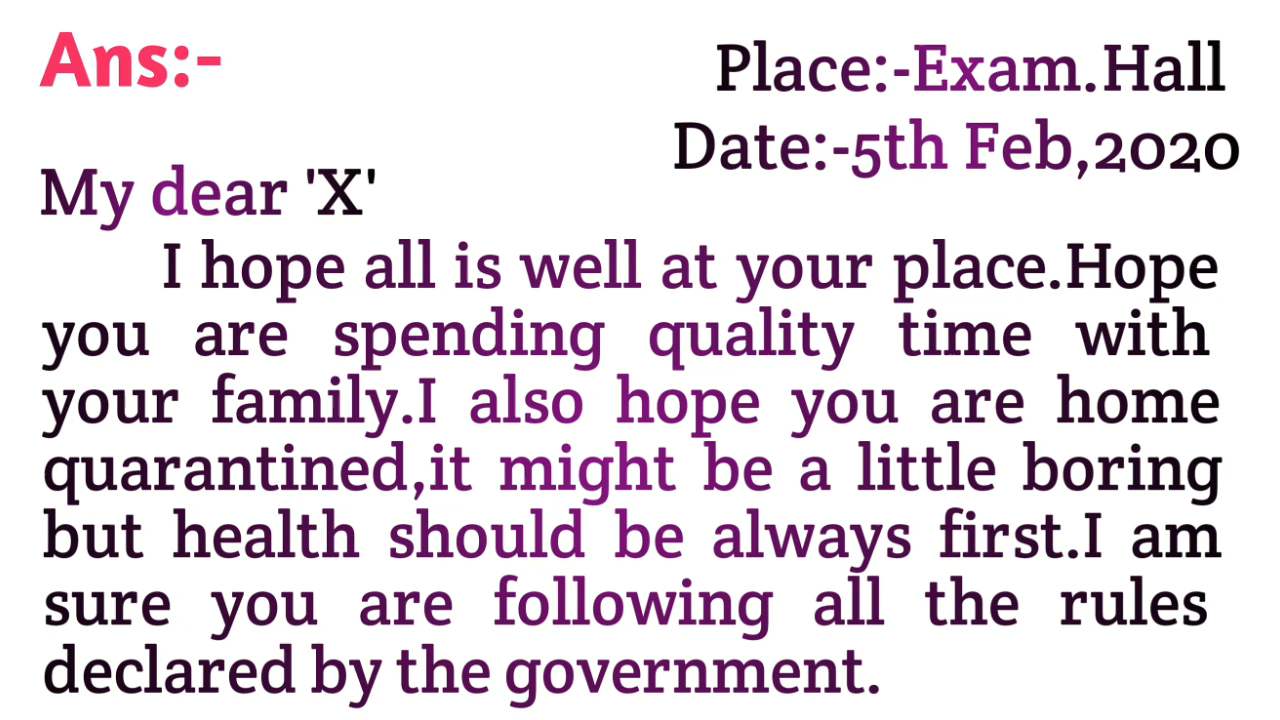 Ans:-
Place:-Exam.Hall
Date:-5th Feb,2020
My dear 'X'
I hope all is well at your place.Hope
you are spending quality time with
your family.I also hope you are home
quarantined,it might be a little boring
but health should be always first.I am
sure you are following all the rules
declared by the government.